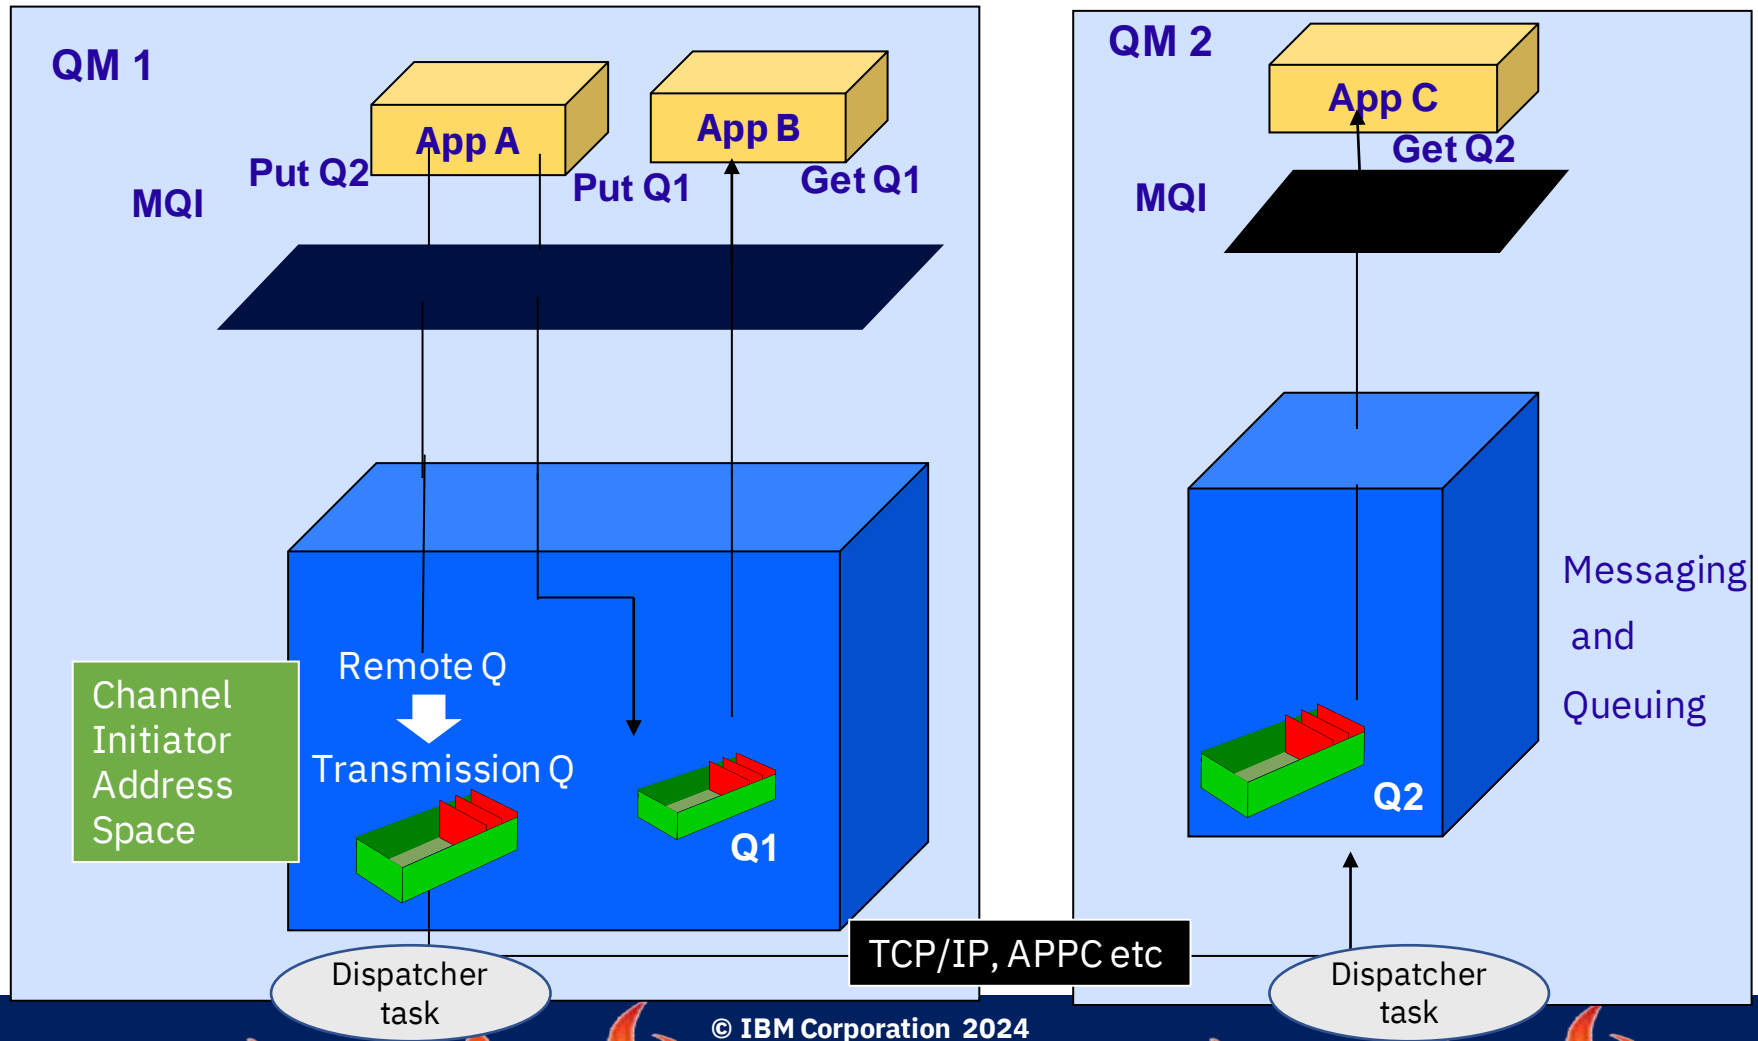 QM 1
App A
App B
Put Q2
Put Q1
Get Q1
MQI
Channel
Initiator
Address
Space
Remote Q
Transmission Q
Q1
Dispatcher
task
TCP/IP, APPC etc
QM 2
App C
Get Q2
MQI
Messaging
and
Queuing
Q2
Dispatcher
task
© IBM Corporation 2024